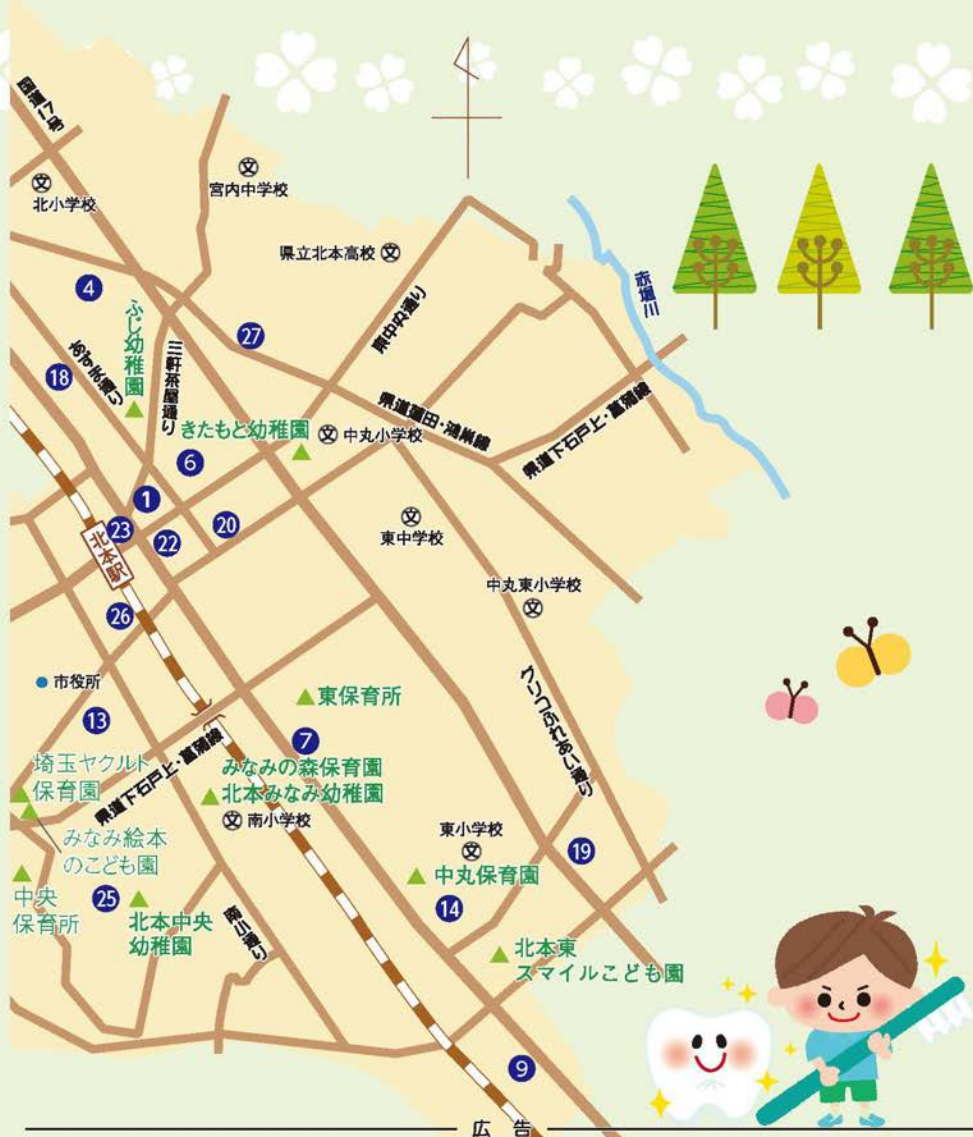 国道17号
文
北小学校
文
宮内中学校
県立北本高校 文
4
ふじ幼稚園
27
東中央通り
赤堀川
18
あずま通り
三軒茶屋通り
県道蓮田・鴻巣線
県道下石戸上・菖蒲線
きたもと幼稚園
文 中丸小学校
6
1
23
22
20
文
東中学校
北本駅
中丸東小学校
文
26
市役所
13
東保育所
グリコふれあい通り
7
埼玉ヤクルト
保育園
県道下石戸上・菖蒲線
みなみの森保育園
北本みなみ幼稚園
文 南小学校
みなみ絵本
のこども園
東小学校
文
19
中央
保育所
25
北本中央
幼稚園
南小通り
中丸保育園
14
北本東
スマイルこども園
9
広告